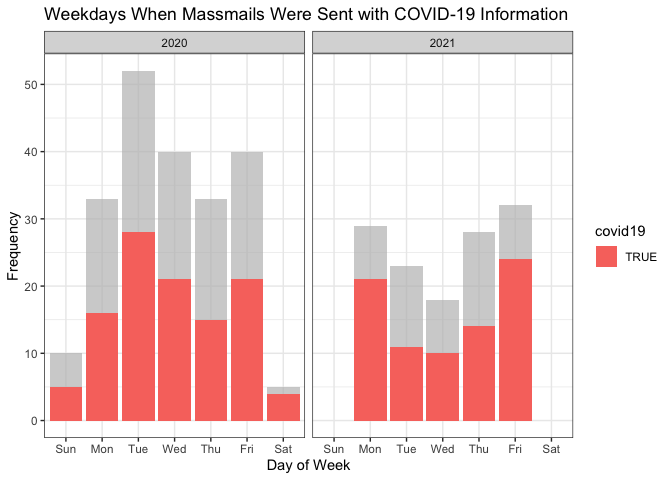 Weekdays When Massmails Were Sent with COVID-19 Information
2020
2021
50
40
30
20
10
0
Frequency
Sun Mon Tue Wed Thu Fri Sat
Sun Mon Tue Wed Thu Fri Sat
Day of Week
covid19
TRUE